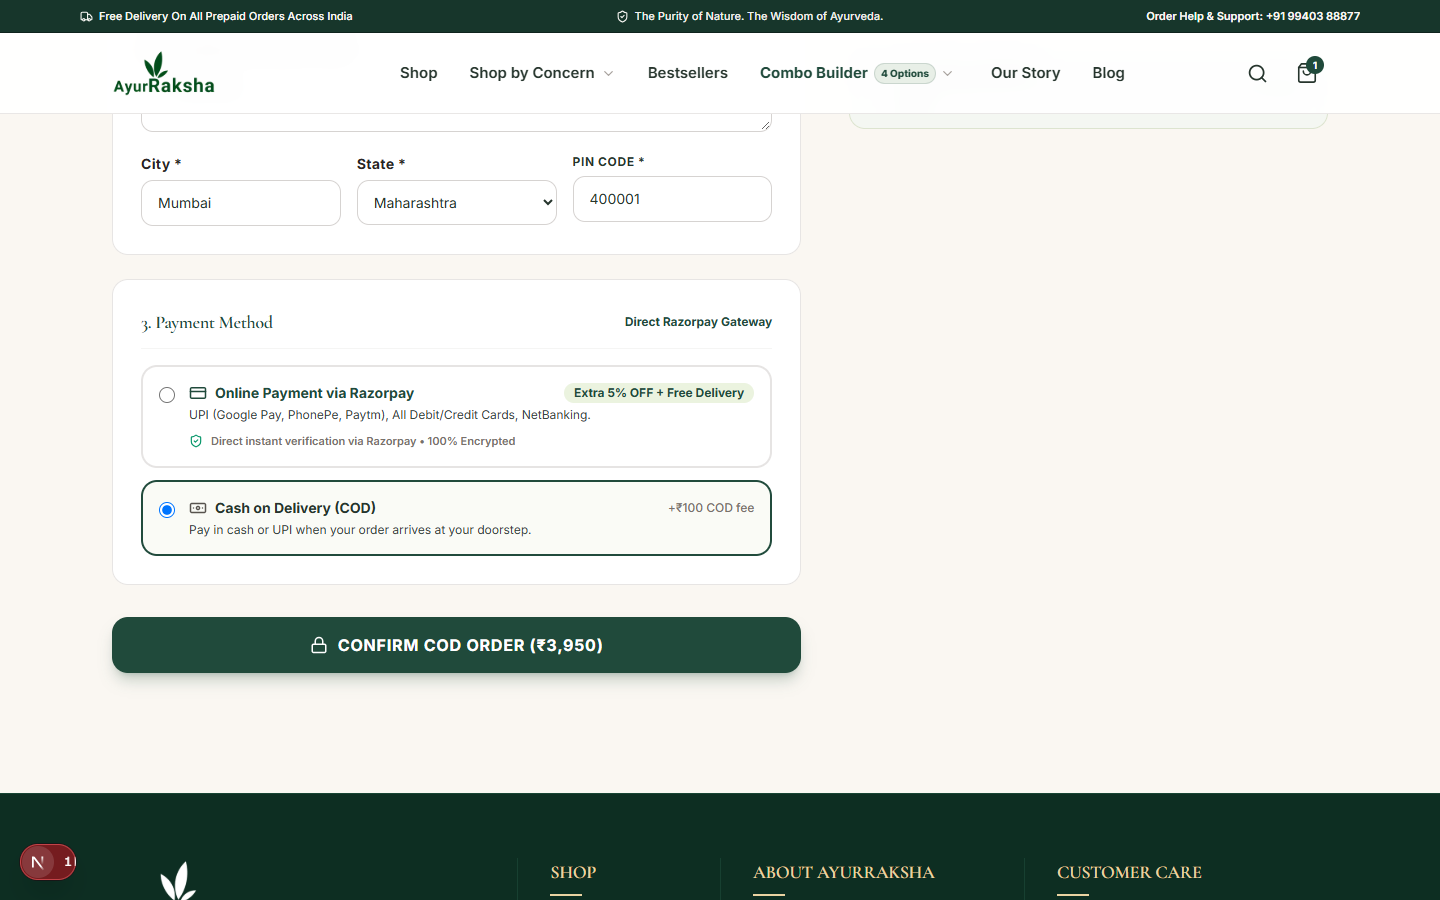 Free Delivery On All Prepaid Orders Across India
The Purity of Nature. The Wisdom of Ayurveda.
Order Help & Support: +91 99403 88877
AyurRaksha
Shop
Shop by Concern
Bestsellers
Combo Builder
4 Options
Our Story
Blog
1
City *
State *
PIN CODE *
Mumbai
Maharashtra
400001
3. Payment Method
Direct Razorpay Gateway
Online Payment via Razorpay
Extra 5% OFF + Free Delivery
UPI (Google Pay, PhonePe, Paytm), All Debit/Credit Cards, NetBanking.
Direct instant verification via Razorpay • 100% Encrypted
Cash on Delivery (COD)
+₹100 COD fee
Pay in cash or UPI when your order arrives at your doorstep.
CONFIRM COD ORDER (₹3,950)
N
1
SHOP
ABOUT AYURRAKSHA
CUSTOMER CARE